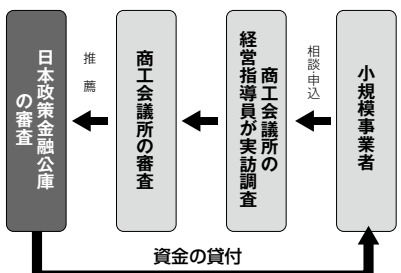 小規模事業者
相談・申込
商工会議所の
経営指導員が実訪調査
商工会議所の審査
推薦
日本政策金融公庫
の審査
資金の貸付